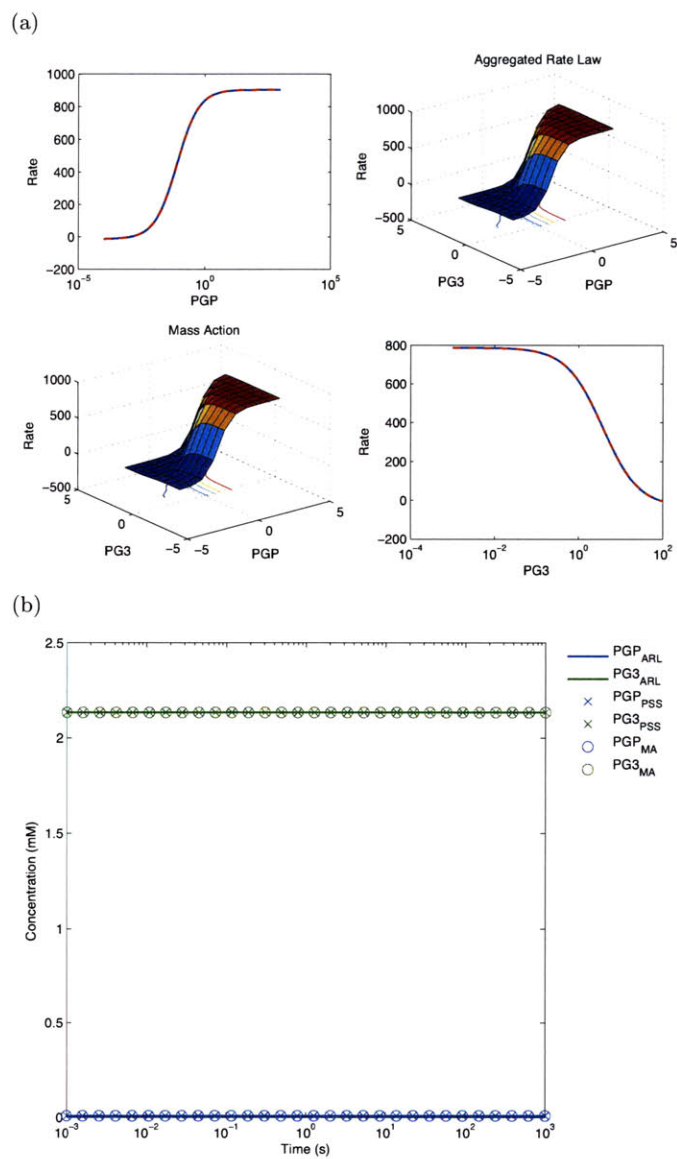 (a)
1000
800
600
400
200
0
−200
10^−5
10^0
10^5
Rate
PGP
Aggregated Rate Law
1000
500
0
−500
5
0
−5
−5
0
5
Rate
PG3
PGP
Mass Action
1000
500
0
−500
5
0
−5
−5
0
5
Rate
PG3
PGP
800
600
400
200
0
−200
10^−4
10^−2
10^0
10^2
Rate
PG3
(b)
2.5
2
1.5
1
0.5
0
10^−3
10^−2
10^−1
10^0
10^1
10^2
10^3
Concentration (mM)
Time (s)
PGP_ARL
PG3_ARL
PGP_PSS
PG3_PSS
PGP_MA
PG3_MA